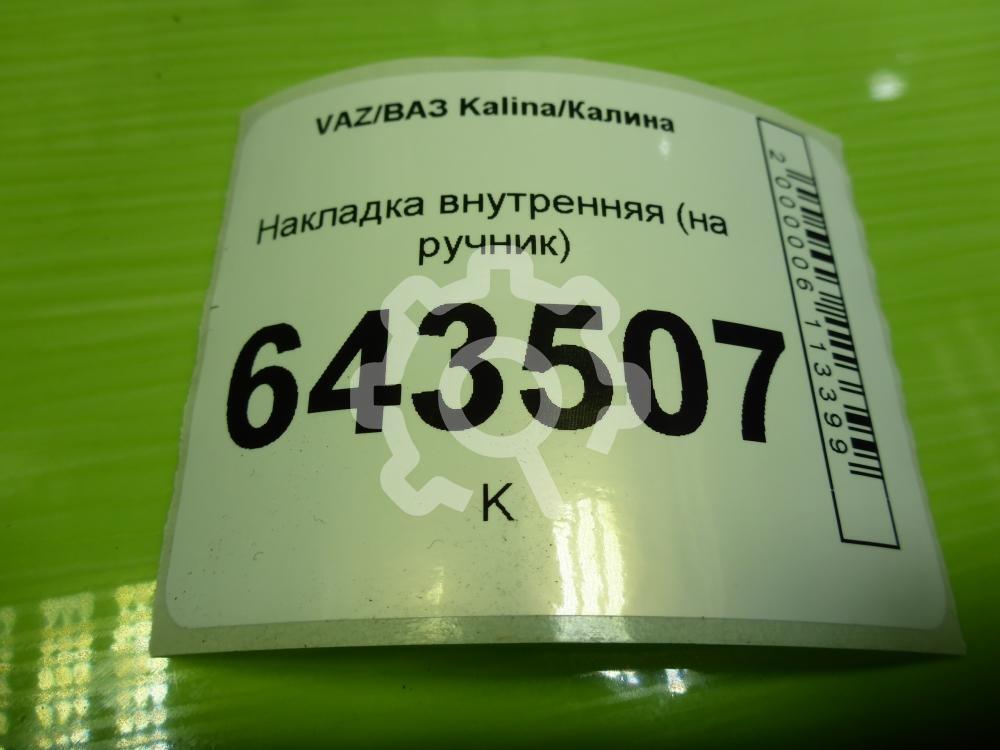 VAZ/ВАЗ Kalina/Калина
Накладка внутренняя (на
ручник)
643507
К
2000006113399